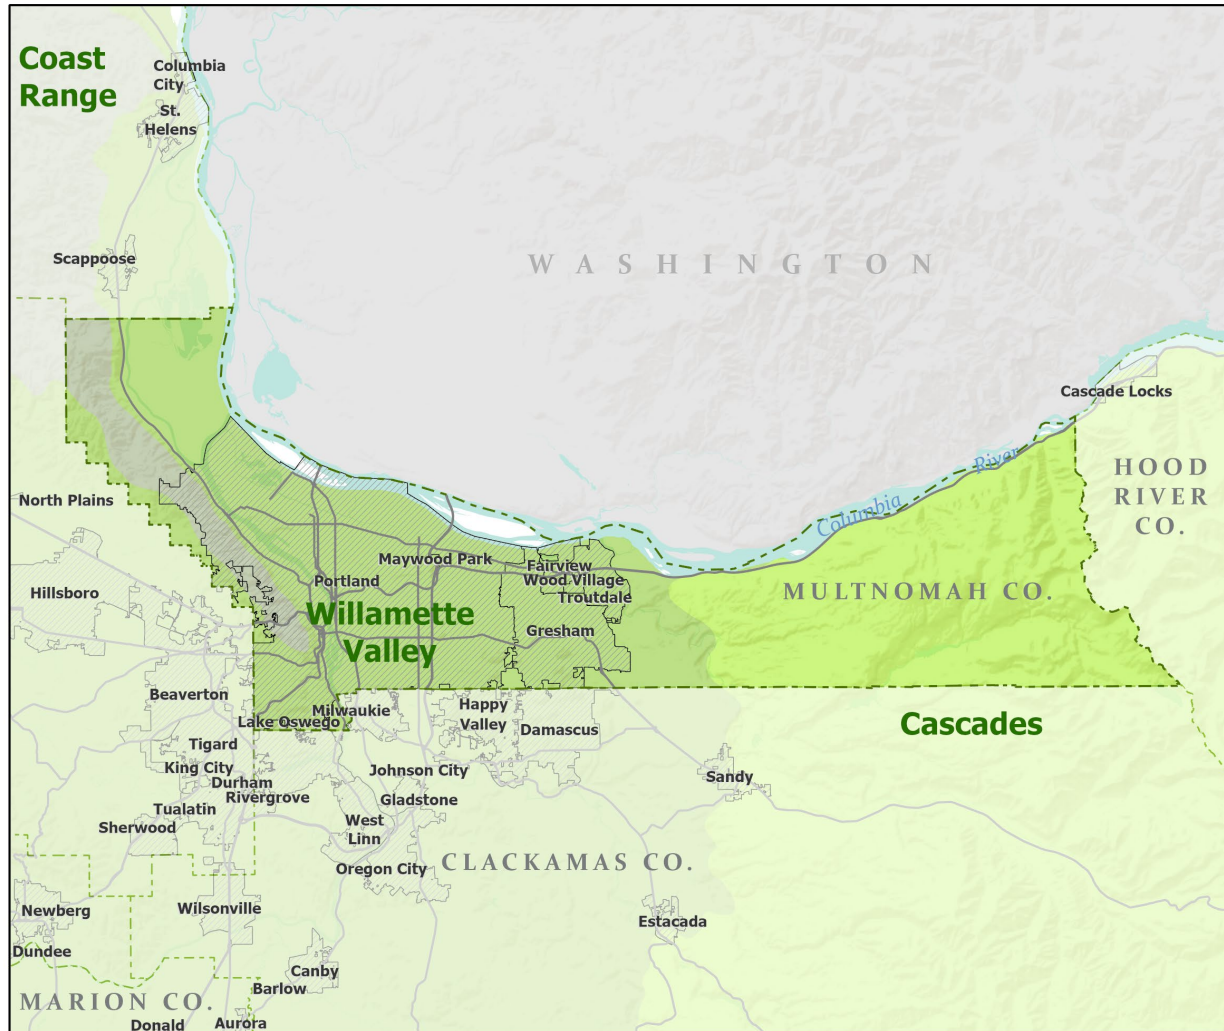 Coast
Range
Columbia
City
St.
Helens
Scappoose
WASHINGTON
Cascade Locks
HOOD
RIVER
CO.
River
Columbia
North Plains
Maywood Park
Fairview
Wood Village
Troutdale
Portland
Hillsboro
MULTNOMAH CO.
Willamette
Valley
Gresham
Beaverton
Lake Oswego
Milwaukie
Happy
Valley
Damascus
Cascades
Tigard
King City
Durham
Rivergrove
Tualatin
Sherwood
Johnson City
Gladstone
West
Linn
Oregon City
Sandy
CLACKAMAS CO.
Newberg
Dundee
Wilsonville
Estacada
Canby
Barlow
MARION CO.
Donald
Aurora